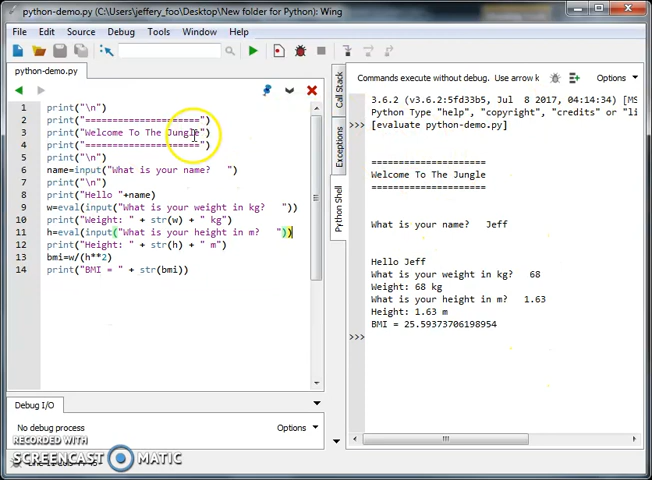 python-demo.py (C:\Users\jeffery_foo\Desktop\New folder for Python): Wing
File Edit Source Debug Tools Window Help
python-demo.py
1 print("\n")
2 print("=====================")
3 print("Welcome To The Jungle")
4 print("=====================")
5 print("\n")
6 name=input("What is your name?   ")
7 print("\n")
8 print("Hello "+name)
9 w=eval(input("What is your weight in kg?   "))
10 print("Weight: " + str(w) + " kg")
11 h=eval(input("What is your height in m?   "))
12 print("Height: " + str(h) + " m")
13 bmi=w/(h**2)
14 print("BMI = " + str(bmi))
Debug I/O
No debug process
Options
RECORDED WITH
SCREENCAST MATIC
Call Stack
Exceptions
Python Shell
Commands execute without debug. Use arrow k
Options
3.6.2 (v3.6.2:5fd33b5, Jul  8 2017, 04:14:34) [MS
Python Type "help", "copyright", "credits" or "li
>>> [evaluate python-demo.py]
=====================
Welcome To The Jungle
=====================
What is your name?   Jeff
Hello Jeff
What is your weight in kg?   68
Weight: 68 kg
What is your height in m?   1.63
Height: 1.63 m
BMI = 25.59373706198954
>>>